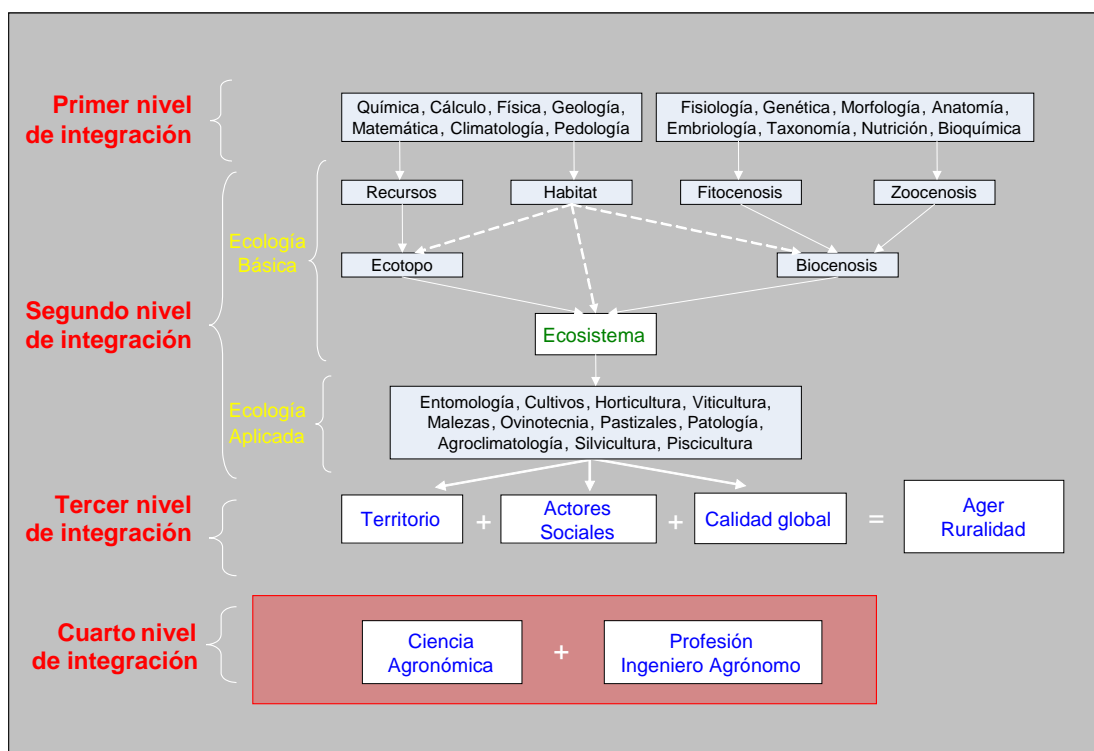 Primer nivel
de integración
Química, Cálculo, Física, Geología,
Matemática, Climatología, Pedología
Fisiología, Genética, Morfología, Anatomía,
Embriología, Taxonomía, Nutrición, Bioquímica
Segundo nivel
de integración
Ecología
Básica
Recursos
Habitat
Fitocenosis
Zoocenosis
Ecotopo
Biocenosis
Ecosistema
Ecología
Aplicada
Entomología, Cultivos, Horticultura, Viticultura,
Malezas, Ovinotecnia, Pastizales, Patología,
Agroclimatología, Silvicultura, Piscicultura
Tercer nivel
de integración
Territorio
+
Actores
Sociales
+
Calidad global
=
Ager
Ruralidad
Cuarto nivel
de integración
Ciencia
Agronómica
+
Profesión
Ingeniero Agrónomo